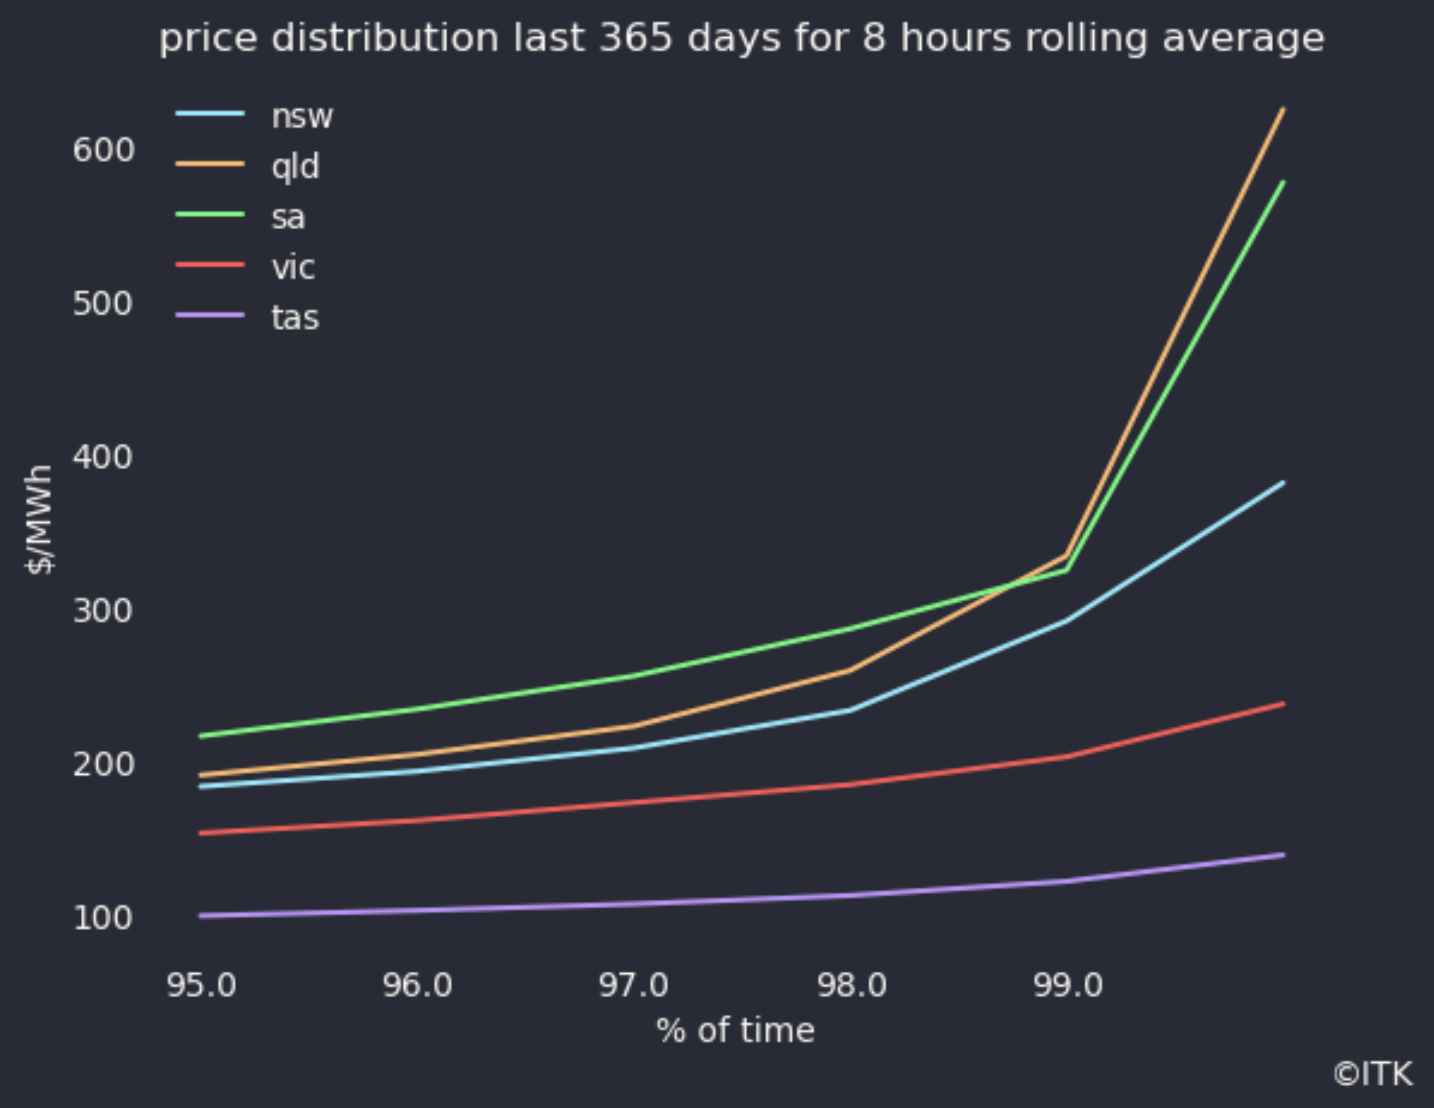 price distribution last 365 days for 8 hours rolling average
nsw
qld
sa
vic
tas
600
500
400
300
200
100
$/MWh
95.0 96.0 97.0 98.0 99.0
% of time
©ITK